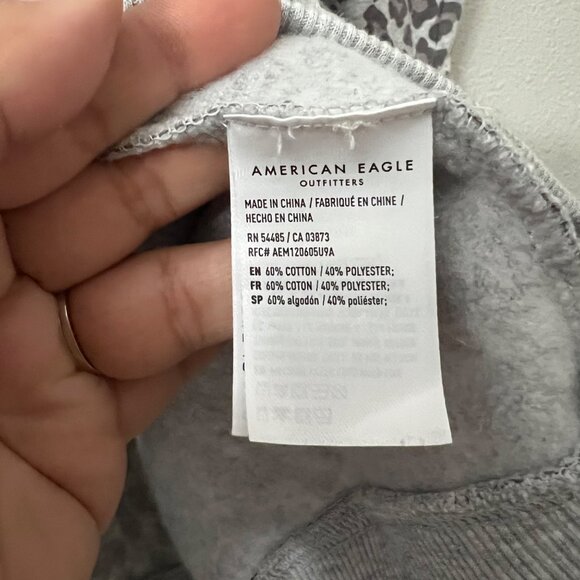 AMERICAN EAGLE
OUTFITTERS
MADE IN CHINA / FABRIQUÉ EN CHINE /
HECHO EN CHINA
RN 54485 / CA 03873
RFC# AEM120605U9A
EN 60% COTTON / 40% POLYESTER;
FR 60% COTON / 40% POLYESTER;
SP 60% algodón / 40% poliéster;